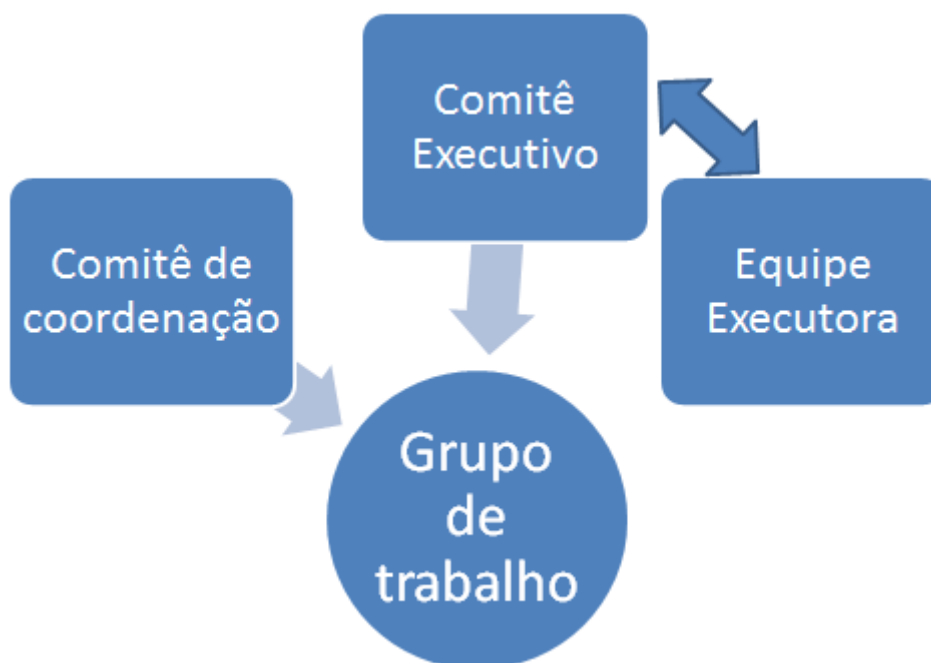 Comitê
Executivo
Comitê de
coordenação
Equipe
Executora
Grupo
de
trabalho